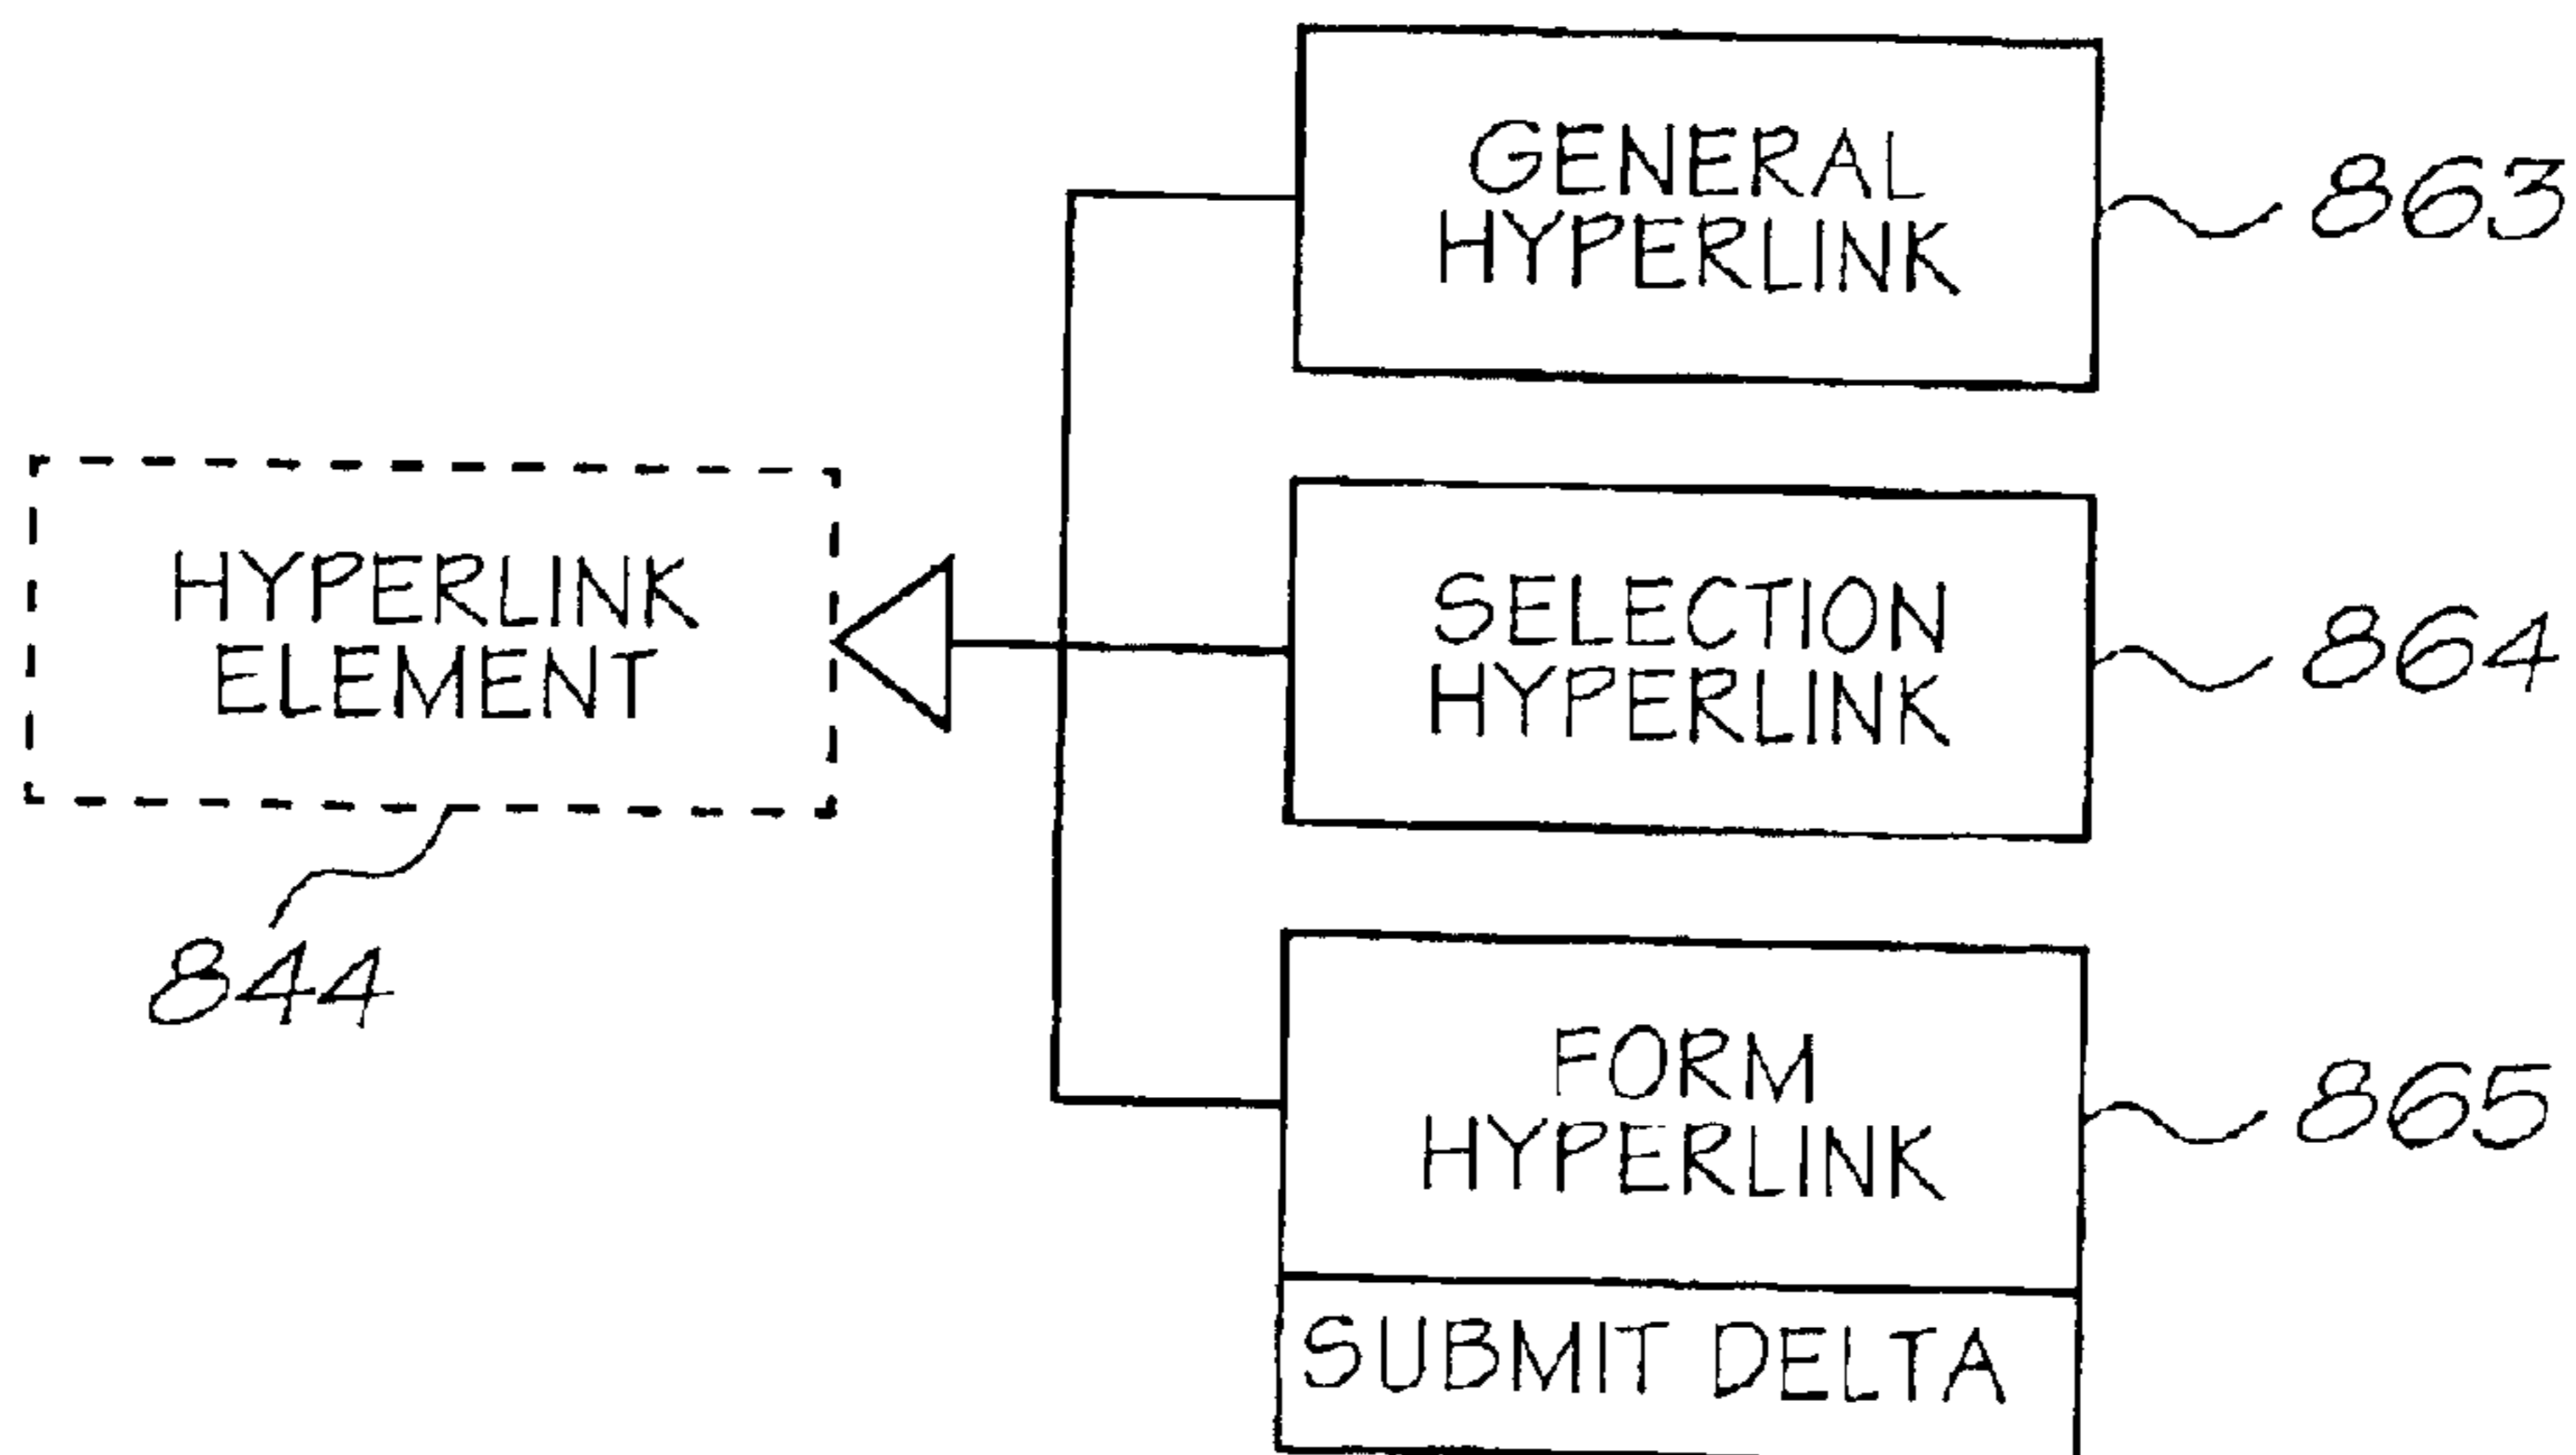 GENERAL
HYPERLINK
863
HYPERLINK
ELEMENT
844
SELECTION
HYPERLINK
864
FORM
HYPERLINK
865
SUBMIT DELTA